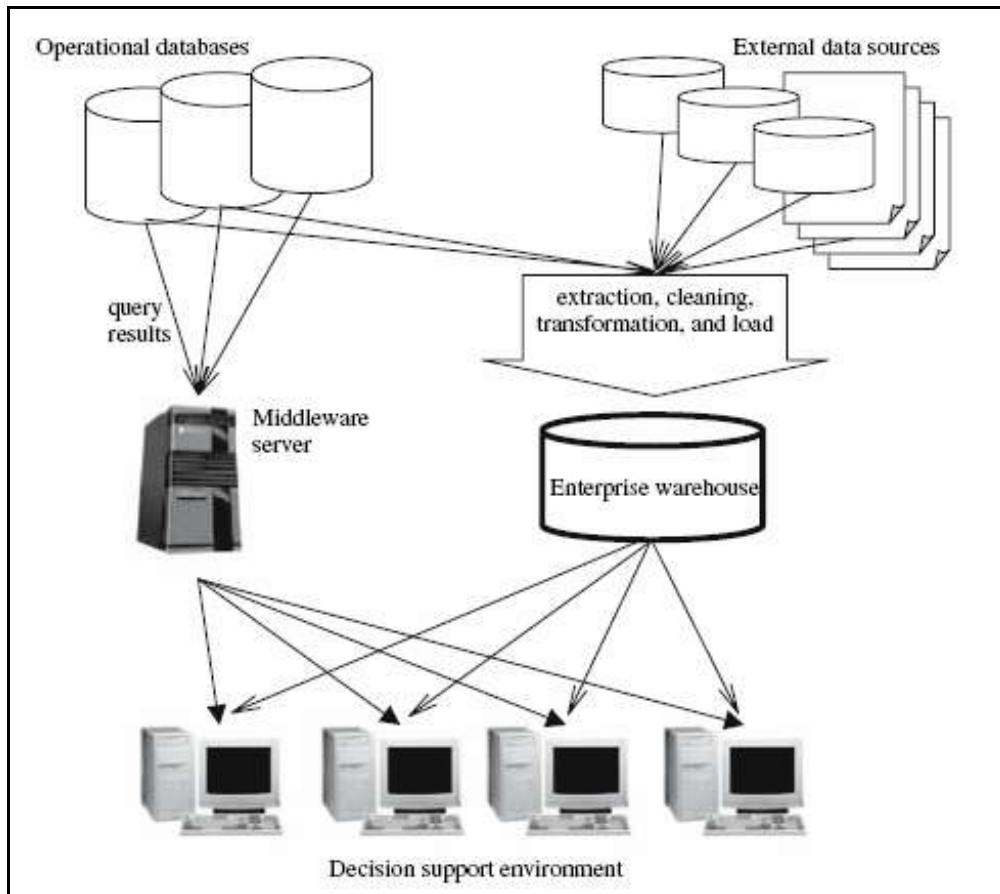 Operational databases
External data sources
extraction, cleaning,
transformation, and load
query
results
Middleware
server
Enterprise warehouse
Decision support environment